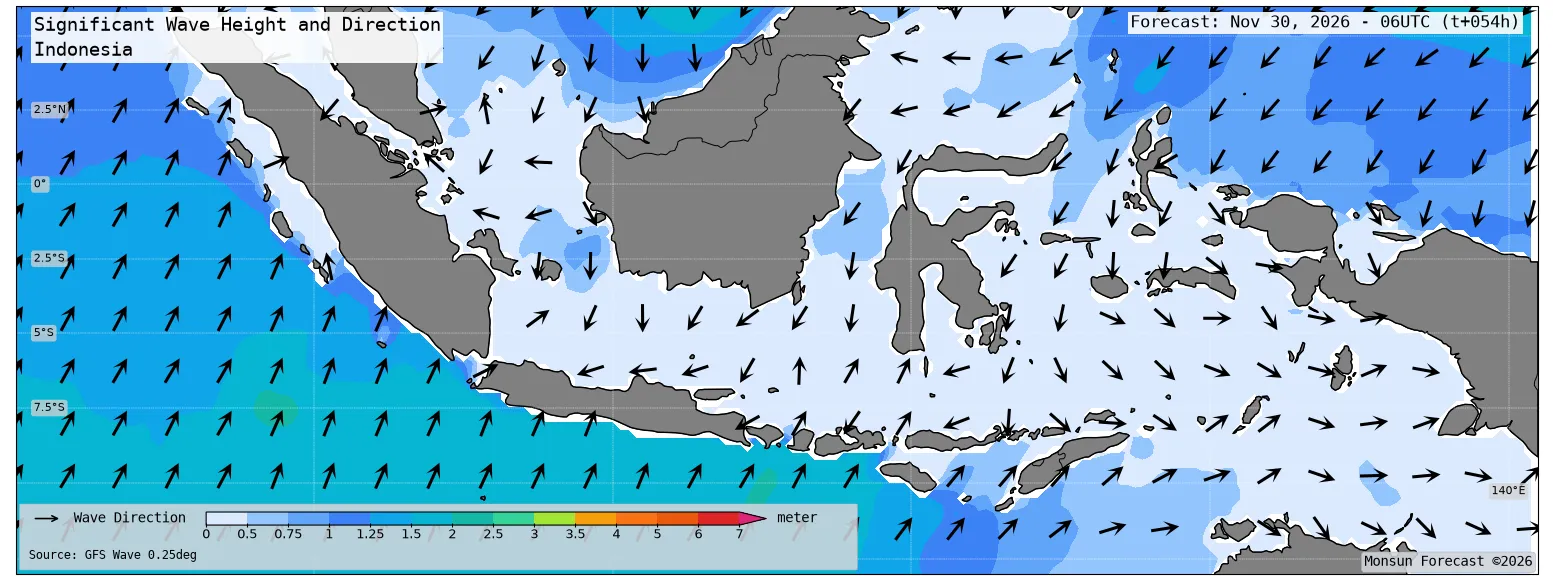 Significant Wave Height and Direction
Indonesia
Forecast: Nov 30, 2026 - 06UTC (t+054h)
2.5°N
0°
2.5°S
5°S
7.5°S
140°E
Wave Direction
0 0.5 0.75 1 1.25 1.5 2 2.5 3 3.5 4 5 6 7
meter
Source: GFS Wave 0.25deg
Monsun Forecast ©2026